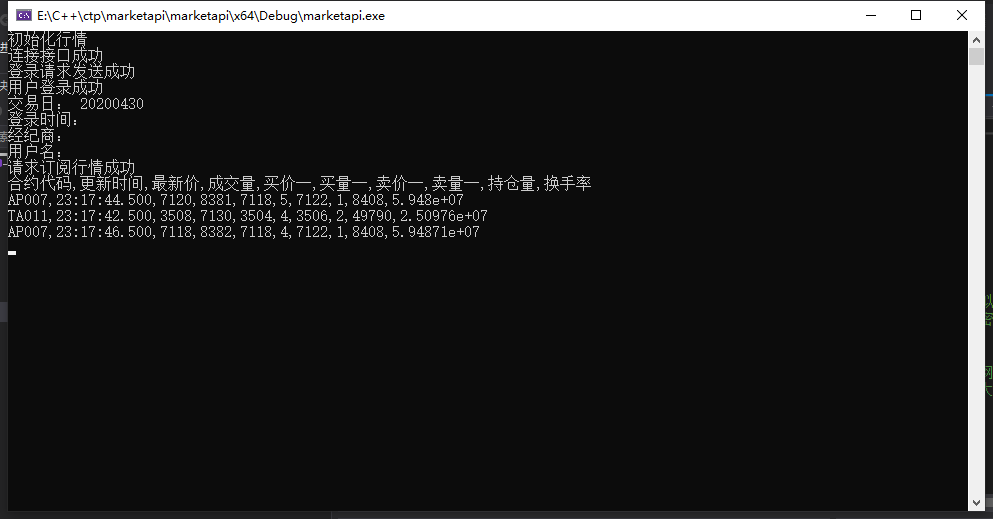 E:\C++\ctp\marketapi\marketapi\x64\Debug\marketapi.exe
初始化行情
连接接口成功
登录请求发送成功
用户登录成功
交易日： 20200430
登录时间：
经纪商：
用户名：
请求订阅行情成功
合约代码,更新时间,最新价,成交量,买价一,买量一,卖价一,卖量一,持仓量,换手率
AP007,23:17:44.500,7120,8381,7118,5,7122,1,8408,5.948e+07
TA011,23:17:42.500,3508,7130,3504,4,3506,2,49790,2.50976e+07
AP007,23:17:46.500,7118,8382,7118,4,7122,1,8408,5.94871e+07